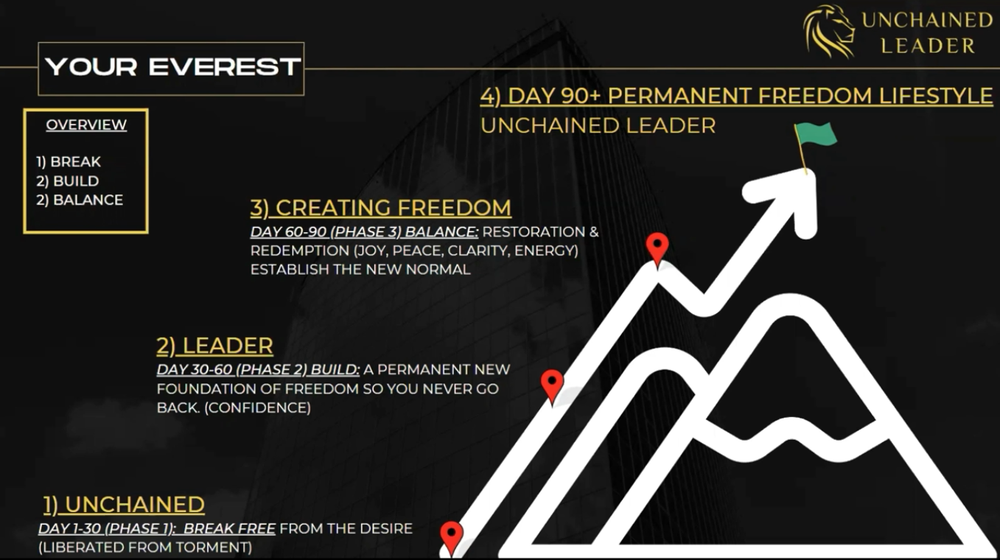 UNCHAINED
LEADER
YOUR EVEREST
4) DAY 90+ PERMANENT FREEDOM LIFESTYLE
UNCHAINED LEADER
OVERVIEW
1) BREAK
2) BUILD
2) BALANCE
3) CREATING FREEDOM
DAY 60-90 (PHASE 3) BALANCE: RESTORATION &
REDEMPTION (JOY, PEACE, CLARITY, ENERGY)
ESTABLISH THE NEW NORMAL
2) LEADER
DAY 30-60 (PHASE 2) BUILD: A PERMANENT NEW
FOUNDATION OF FREEDOM SO YOU NEVER GO
BACK. (CONFIDENCE)
1) UNCHAINED
DAY 1-30 (PHASE 1): BREAK FREE FROM THE DESIRE
(LIBERATED FROM TORMENT)